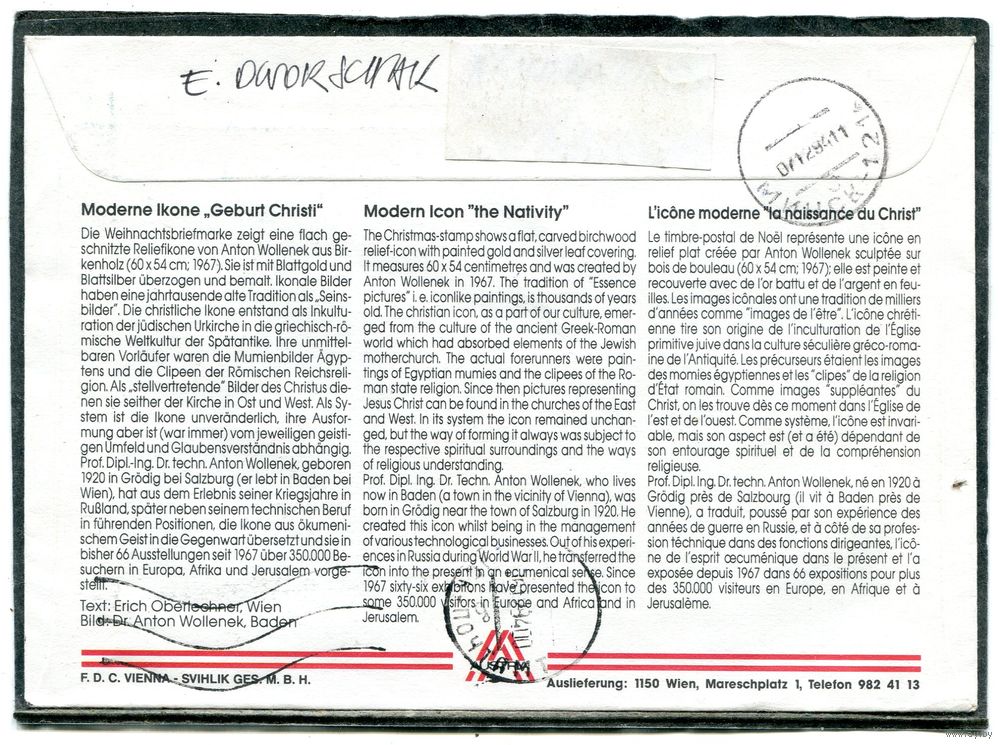 E. DWORSCHAK
МИНСК-12
071294 11
Moderne Ikone „Geburt Christi“
Die Weihnachtsbriefmarke zeigt eine flach ge-
schnitzte Reliefikone von Anton Wollenek aus Bir-
kenholz (60 x 54 cm; 1967). Sie ist mit Blattgold und
Blattsilber überzogen und bemalt. Ikonale Bilder
haben eine jahrtausende alte Tradition als „Seins-
bilder“. Die christliche Ikone entstand als Inkultu-
ration der jüdischen Urkirche in die griechisch-rö-
mische Weltkultur der Spätantike. Ihre unmittel-
baren Vorläufer waren die Mumienbilder Ägyp-
tens und die Clipeen der Römischen Reichsreli-
gion. Als „stellvertretende“ Bilder des Christus die-
nen sie seither der Kirche in Ost und West. Als Sy-
stem ist die Ikone unveränderlich, ihre Ausfor-
mung aber ist (war immer) vom jeweiligen geisti-
gen Umfeld und Glaubensverständnis abhängig.
Prof. Dipl.-Ing. Dr. techn. Anton Wollenek, geboren
1920 in Grödig bei Salzburg (er lebt in Baden bei
Wien), hat aus dem Erlebnis seiner Kriegsjahre in
Rußland, später neben seinem technischen Beruf
in führenden Positionen, die Ikone aus ökumeni-
schem Geist in die Gegenwart übersetzt und sie in
bisher 66 Ausstellungen seit 1967 über 350.000 Be-
suchern in Europa, Afrika und Jerusalem vorge-
stellt.
Text: Erich Oberlechner, Wien
Bild: Dr. Anton Wollenek, Baden
Modern Icon "the Nativity"
The Christmas-stamp shows a flat, carved birchwood
relief-icon with painted gold and silver leaf covering.
It measures 60 x 54 centimetres and was created by
Anton Wollenek in 1967. The tradition of "Essence
pictures" i. e. iconlike paintings, is thousands of years
old. The christian icon, as a part of our culture, emer-
ged from the culture of the ancient Greek-Roman
world which had absorbed elements of the Jewish
motherchurch. The actual forerunners were pain-
tings of Egyptian mumies and the clipees of the Ro-
man state religion. Since then pictures representing
Jesus Christ can be found in the churches of the East
and West. In its system the icon remained unchan-
ged, but the way of forming it always was subject to
the respective spiritual surroundings and the ways
of religious understanding.
Prof. Dipl. Ing. Dr. Techn. Anton Wollenek, who lives
now in Baden (a town in the vicinity of Vienna), was
born in Grödig near the town of Salzburg in 1920. He
created this icon whilst being in the management
of various technological businesses. Out of his experi-
ences in Russia during World War II, he transferred the
icon into the present in an ecumenical sense. Since
1967 sixty-six exhibitions have presented the icon to
some 350.000 visitors in Europe and Africa and in
Jerusalem.
L'icône moderne "la naissance du Christ"
Le timbre-postal de Noël représente une icône en
relief plat créée par Anton Wollenek sculptée sur
bois de bouleau (60 x 54 cm; 1967); elle est peinte et
recouverte avec de l'or battu et de l'argent en feu-
illes. Les images icônales ont une tradition de milliers
d'années comme "images de l'être". L'icône chréti-
enne tire son origine de l'inculturation de l'Église
primitive juive dans la culture séculière gréco-roma-
ine de l'Antiquité. Les précurseurs étaient les images
des momies égyptiennes et les "clipes" de la religion
d'État romain. Comme images "suppléantes" du
Christ, on les trouve dès ce moment dans l'Église de
l'est et de l'ouest. Comme système, l'icône est invari-
able, mais son aspect est (et a été) dépendant de
son entourage spirituel et de la compréhension
religieuse.
Prof. Dipl. Ing. Dr. techn. Anton Wollenek, né en 1920 à
Grödig près de Salzbourg (il vit à Baden près de
Vienne), a traduit, poussé par son expérience des
années de guerre en Russie, et à côté de sa profes-
sion téchnique dans des fonctions dirigeantes, l'icô-
ne de l'esprit œcuménique dans le présent et l'a
exposée depuis 1967 dans 66 expositions pour plus
des 350.000 visiteurs en Europe, en Afrique et à
Jerusalème.
AUSTRIA
F. D. C. VIENNA - SVIHLIK GES. M. B. H.
Auslieferung: 1150 Wien, Mareschplatz 1, Telefon 982 41 13
www.ay.by